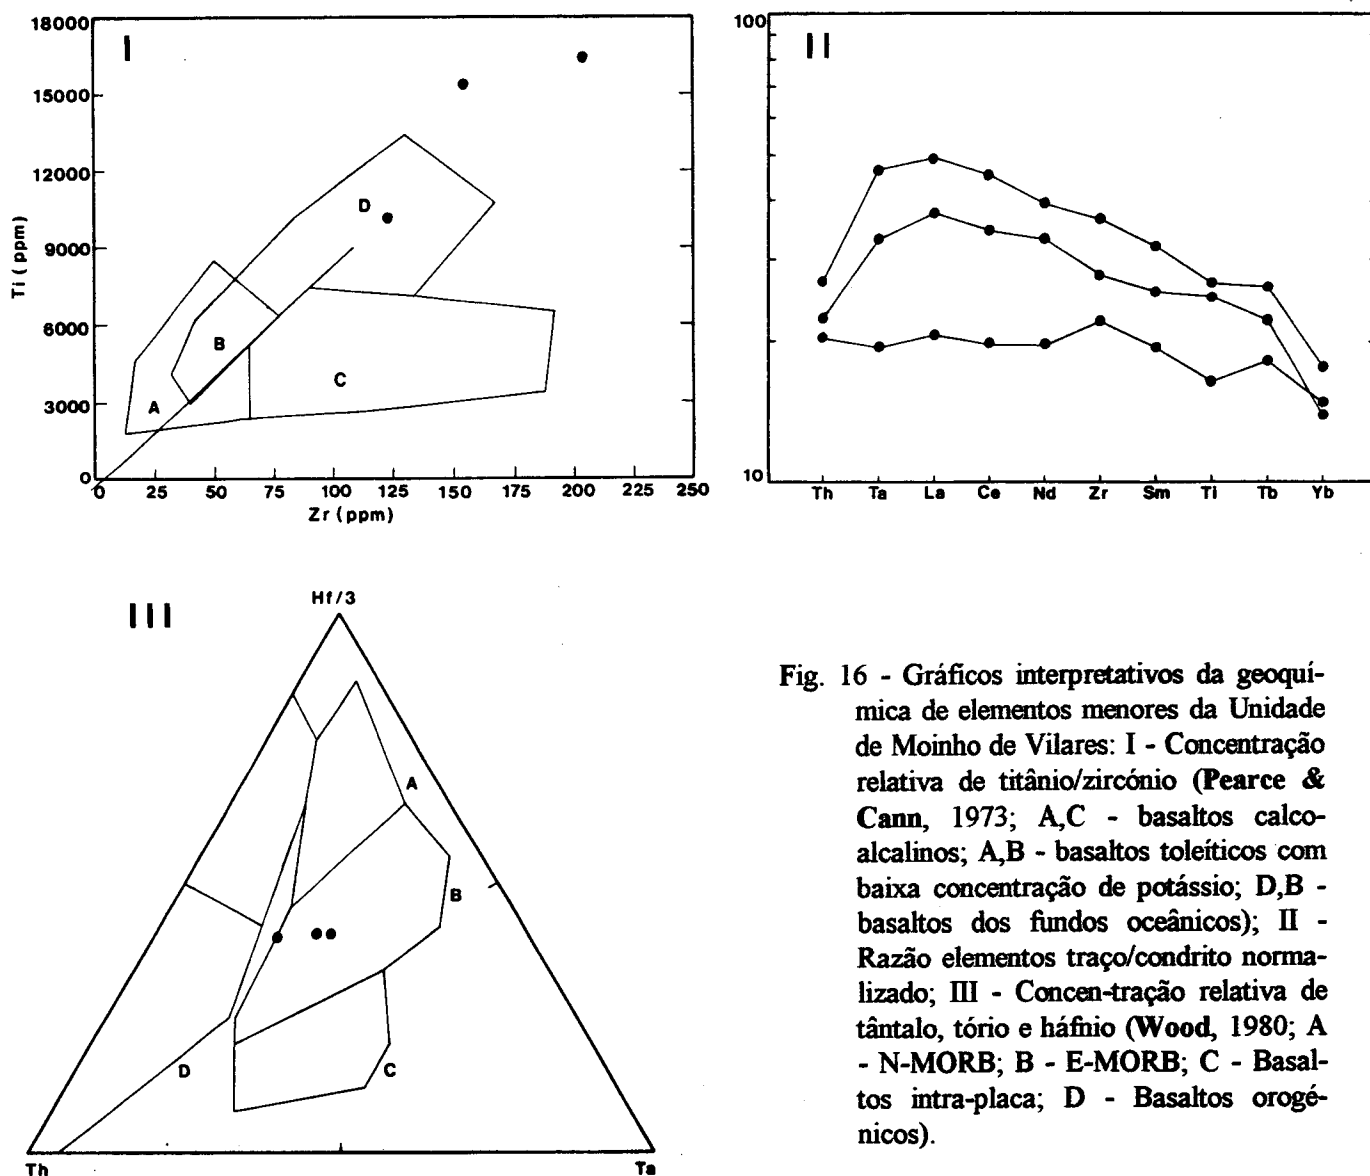 I
18000
15000
12000
9000
6000
3000
0
Ti (ppm)
A
B
C
D
0 25 50 75 100 125 150 175 200 225 250
Zr (ppm)
II
100
10
Th Ta La Ce Nd Zr Sm Ti Tb Yb
III
Hf/3
A
B
C
D
Th
Ta
Fig. 16 - Gráficos interpretativos da geoquí-
mica de elementos menores da Unidade
de Moinho de Vilares: I - Concentração
relativa de titânio/zircónio (Pearce &
Cann, 1973; A,C - basaltos calco-
alcalinos; A,B - basaltos toleíticos com
baixa concentração de potássio; D,B -
basaltos dos fundos oceânicos); II -
Razão elementos traço/condrito norma-
lizado; III - Concen-tração relativa de
tântalo, tório e háfnio (Wood, 1980; A
- N-MORB; B - E-MORB; C - Basal-
tos intra-placa; D - Basaltos orogé-
nicos).